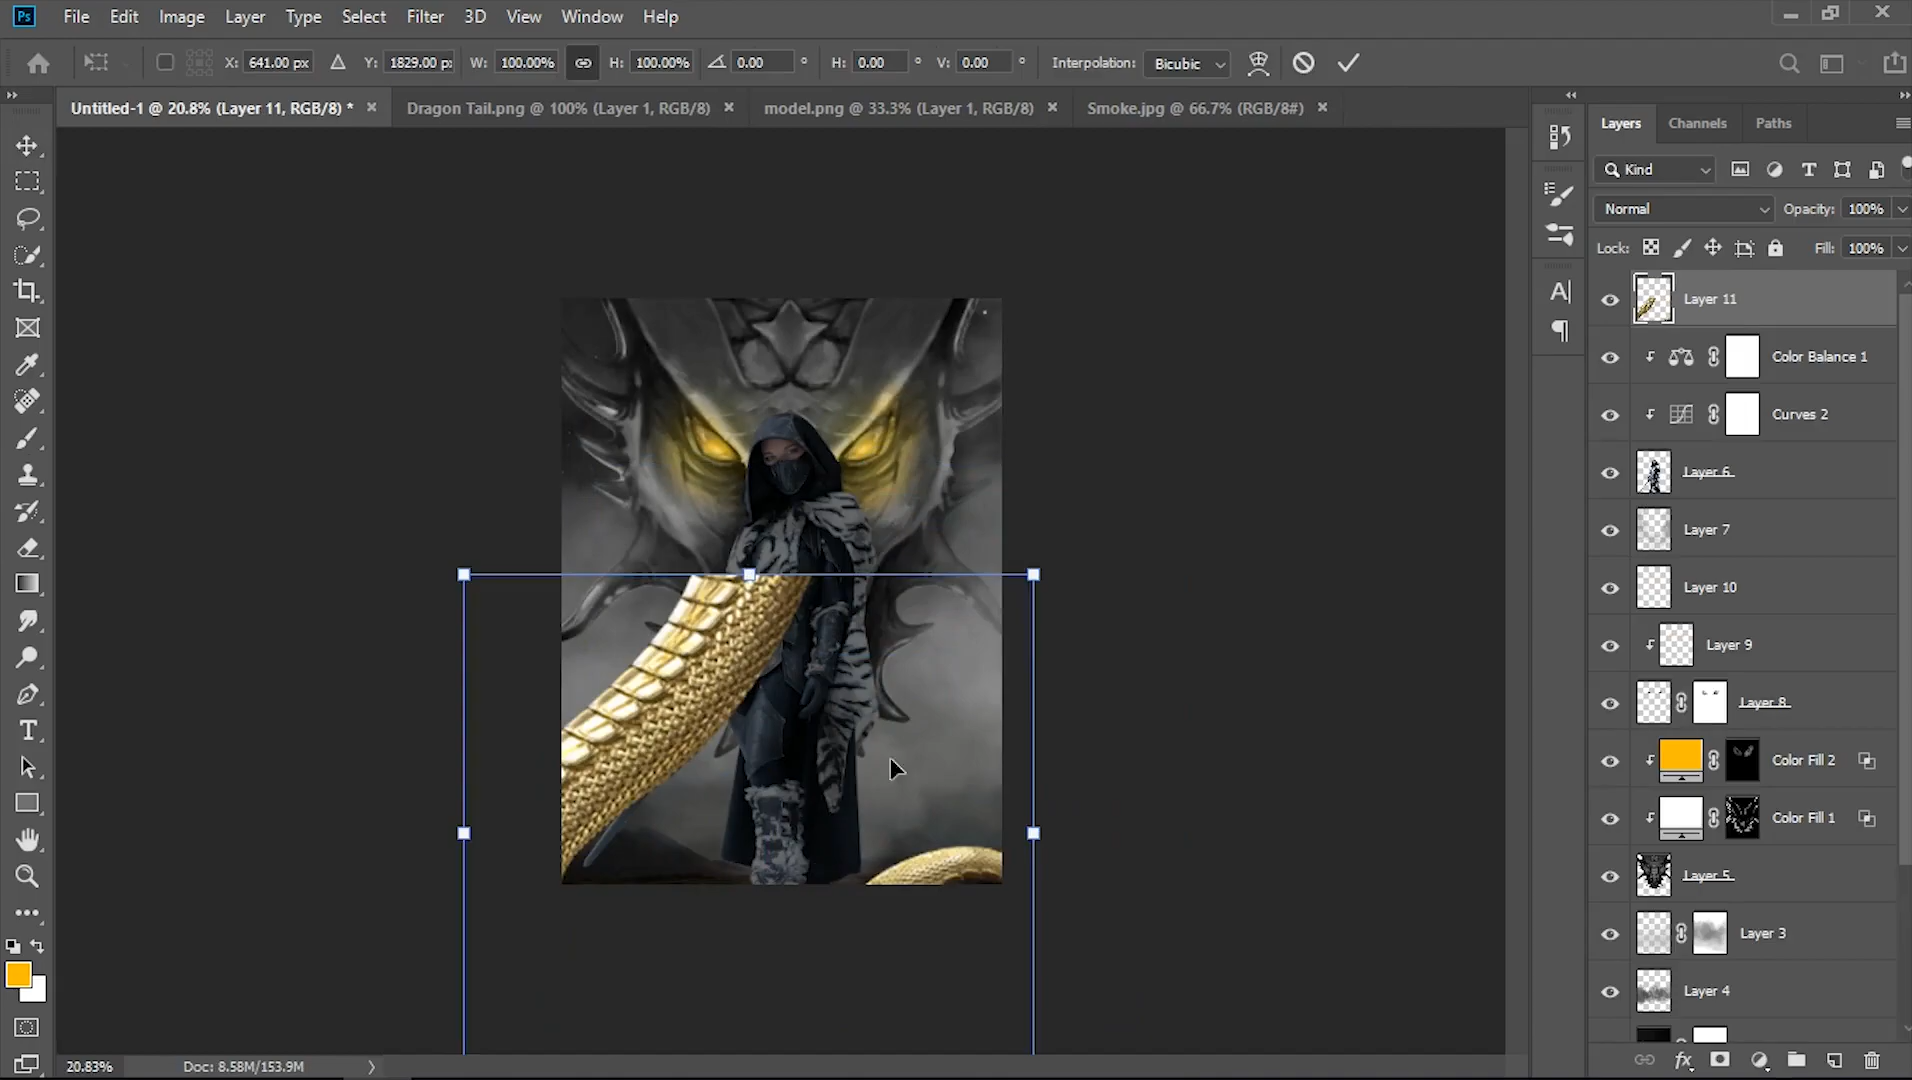 Ps File Edit Image Layer Type Select Filter 3D View Window Help
X: 641.00 px Y: 1829.00 px W: 100.00% H: 100.00% 0.00 ° H: 0.00 ° V: 0.00 ° Interpolation: Bicubic
Untitled-1 @ 20.8% (Layer 11, RGB/8) * Dragon Tail.png @ 100% (Layer 1, RGB/8) model.png @ 33.3% (Layer 1, RGB/8) Smoke.jpg @ 66.7% (RGB/8#)
Layers Channels Paths
Kind
Normal Opacity: 100%
Lock: Fill: 100%
Layer 11
Color Balance 1
Curves 2
Layer 6
Layer 7
Layer 10
Layer 9
Layer 8
Color Fill 2
Color Fill 1
Layer 5
Layer 3
Layer 4
20.83% Doc: 8.58M/153.9M